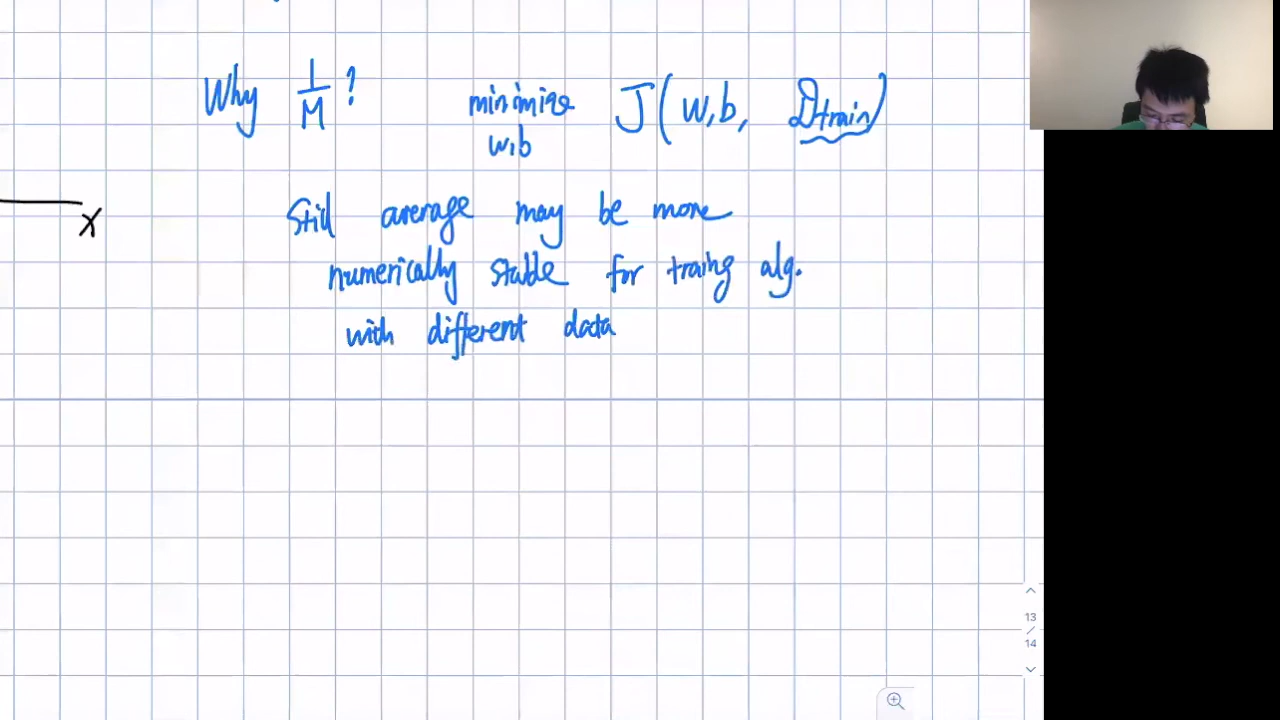 Why 1/M? minimize J(w,b, Dtrain)
w,b
x
Still average may be more
numerically stable for traing alg.
with different data
13
/
14